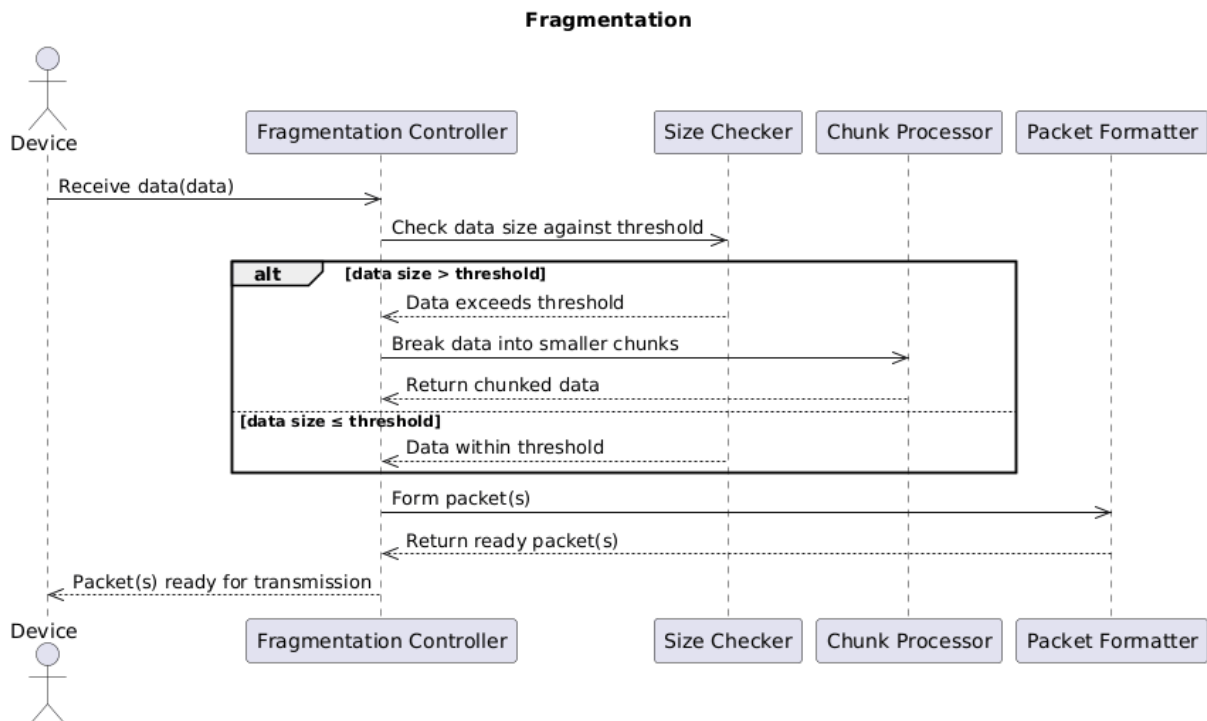 Fragmentation
Device
Fragmentation Controller
Size Checker
Chunk Processor
Packet Formatter
Receive data(data)
Check data size against threshold
alt
[data size > threshold]
Data exceeds threshold
Break data into smaller chunks
Return chunked data
[data size ≤ threshold]
Data within threshold
Form packet(s)
Return ready packet(s)
Packet(s) ready for transmission
Device
Fragmentation Controller
Size Checker
Chunk Processor
Packet Formatter